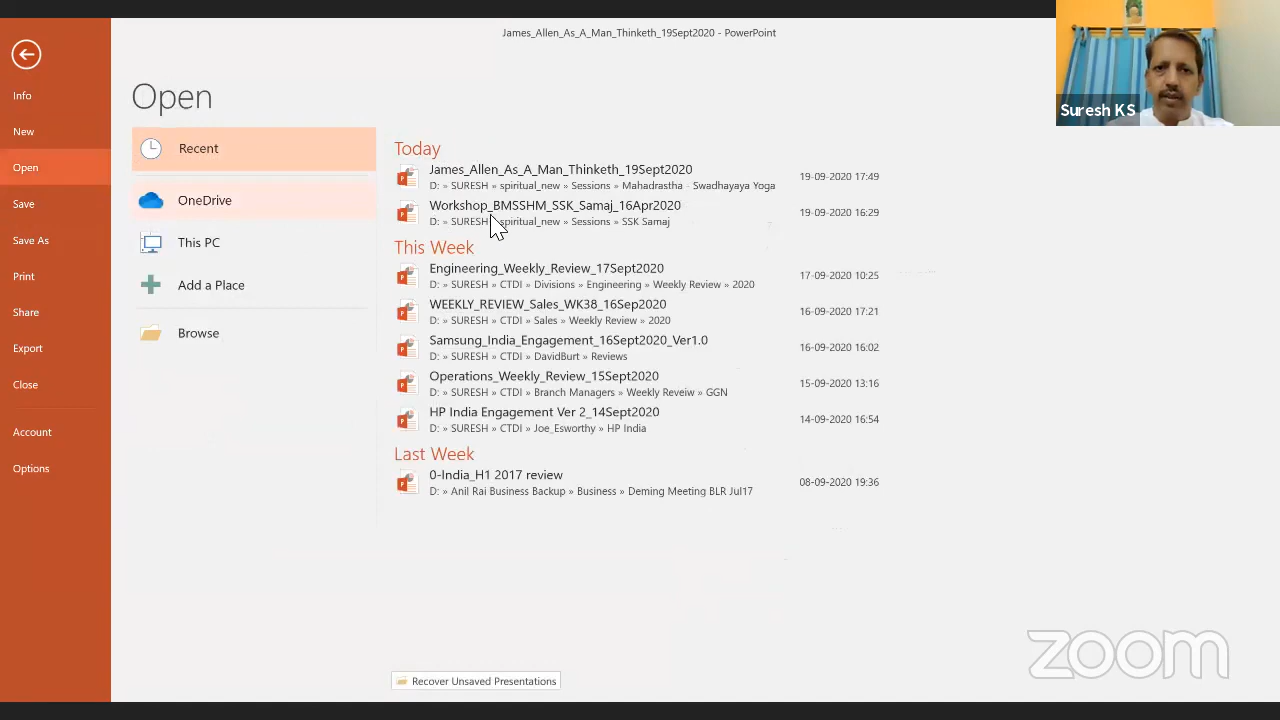 James_Allen_As_A_Man_Thinketh_19Sept2020 - PowerPoint
Suresh K S
Info
New
Open
Save
Save As
Print
Share
Export
Close
Account
Options
Open
Recent
OneDrive
This PC
Add a Place
Browse
Today
James_Allen_As_A_Man_Thinketh_19Sept2020
D: » SURESH » spiritual_new » Sessions » Mahadrastha - Swadhayaya Yoga
19-09-2020 17:49
Workshop_BMSSHM_SSK_Samaj_16Apr2020
D: » SURESH » spiritual_new » Sessions » SSK Samaj
19-09-2020 16:29
This Week
Engineering_Weekly_Review_17Sept2020
D: » SURESH » CTDI » Divisions » Engineering » Weekly Review » 2020
17-09-2020 10:25
WEEKLY_REVIEW_Sales_WK38_16Sep2020
D: » SURESH » CTDI » Sales » Weekly Review » 2020
16-09-2020 17:21
Samsung_India_Engagement_16Sept2020_Ver1.0
D: » SURESH » CTDI » DavidBurt » Reviews
16-09-2020 16:02
Operations_Weekly_Review_15Sept2020
D: » SURESH » CTDI » Branch Managers » Weekly Reveiw » GGN
15-09-2020 13:16
HP India Engagement Ver 2_14Sept2020
D: » SURESH » CTDI » Joe_Esworthy » HP India
14-09-2020 16:54
Last Week
0-India_H1 2017 review
D: » Anil Rai Business Backup » Business » Deming Meeting BLR Jul17
08-09-2020 19:36
Recover Unsaved Presentations
zoom